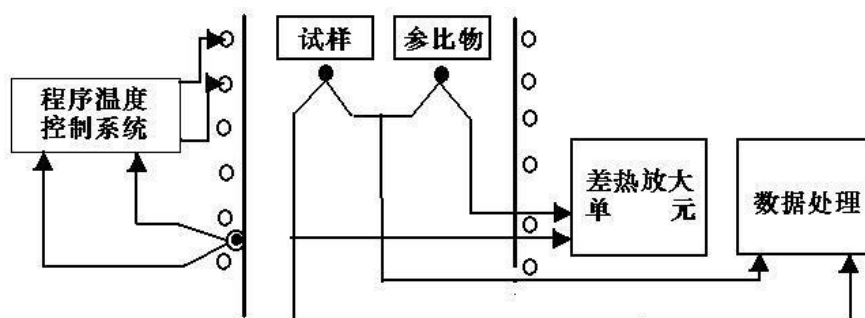 试样
参比物
程序温度
控制系统
差热放大
单 元
数据处理